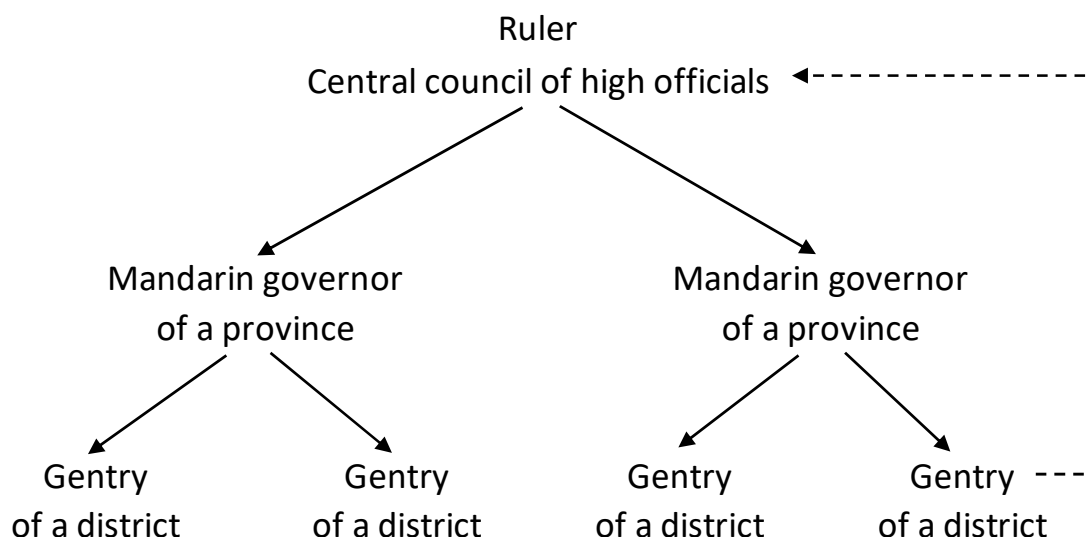 Ruler
Central council of high officials
Mandarin governor
of a province
Mandarin governor
of a province
Gentry
of a district
Gentry
of a district
Gentry
of a district
Gentry
of a district